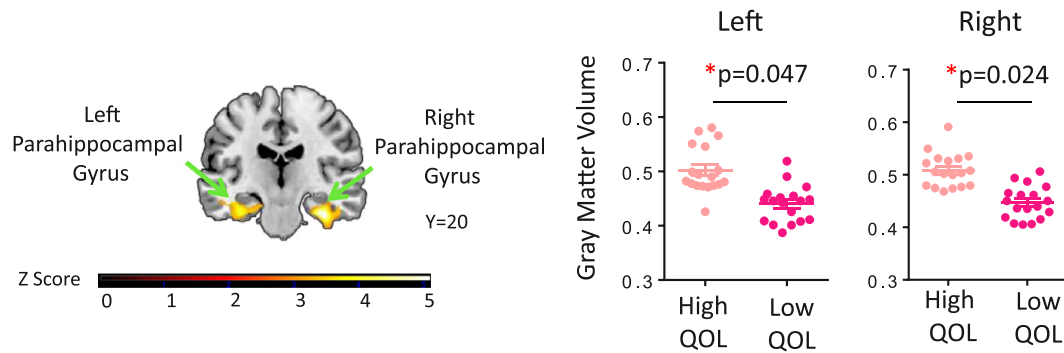 Left
Parahippocampal
Gyrus
Right
Parahippocampal
Gyrus
Y=20
Z Score
0 1 2 3 4 5
Left
*p=0.047
Gray Matter Volume
0.7
0.6
0.5
0.4
0.3
High
QOL
Low
QOL
Right
*p=0.024
0.7
0.6
0.5
0.4
0.3
High
QOL
Low
QOL